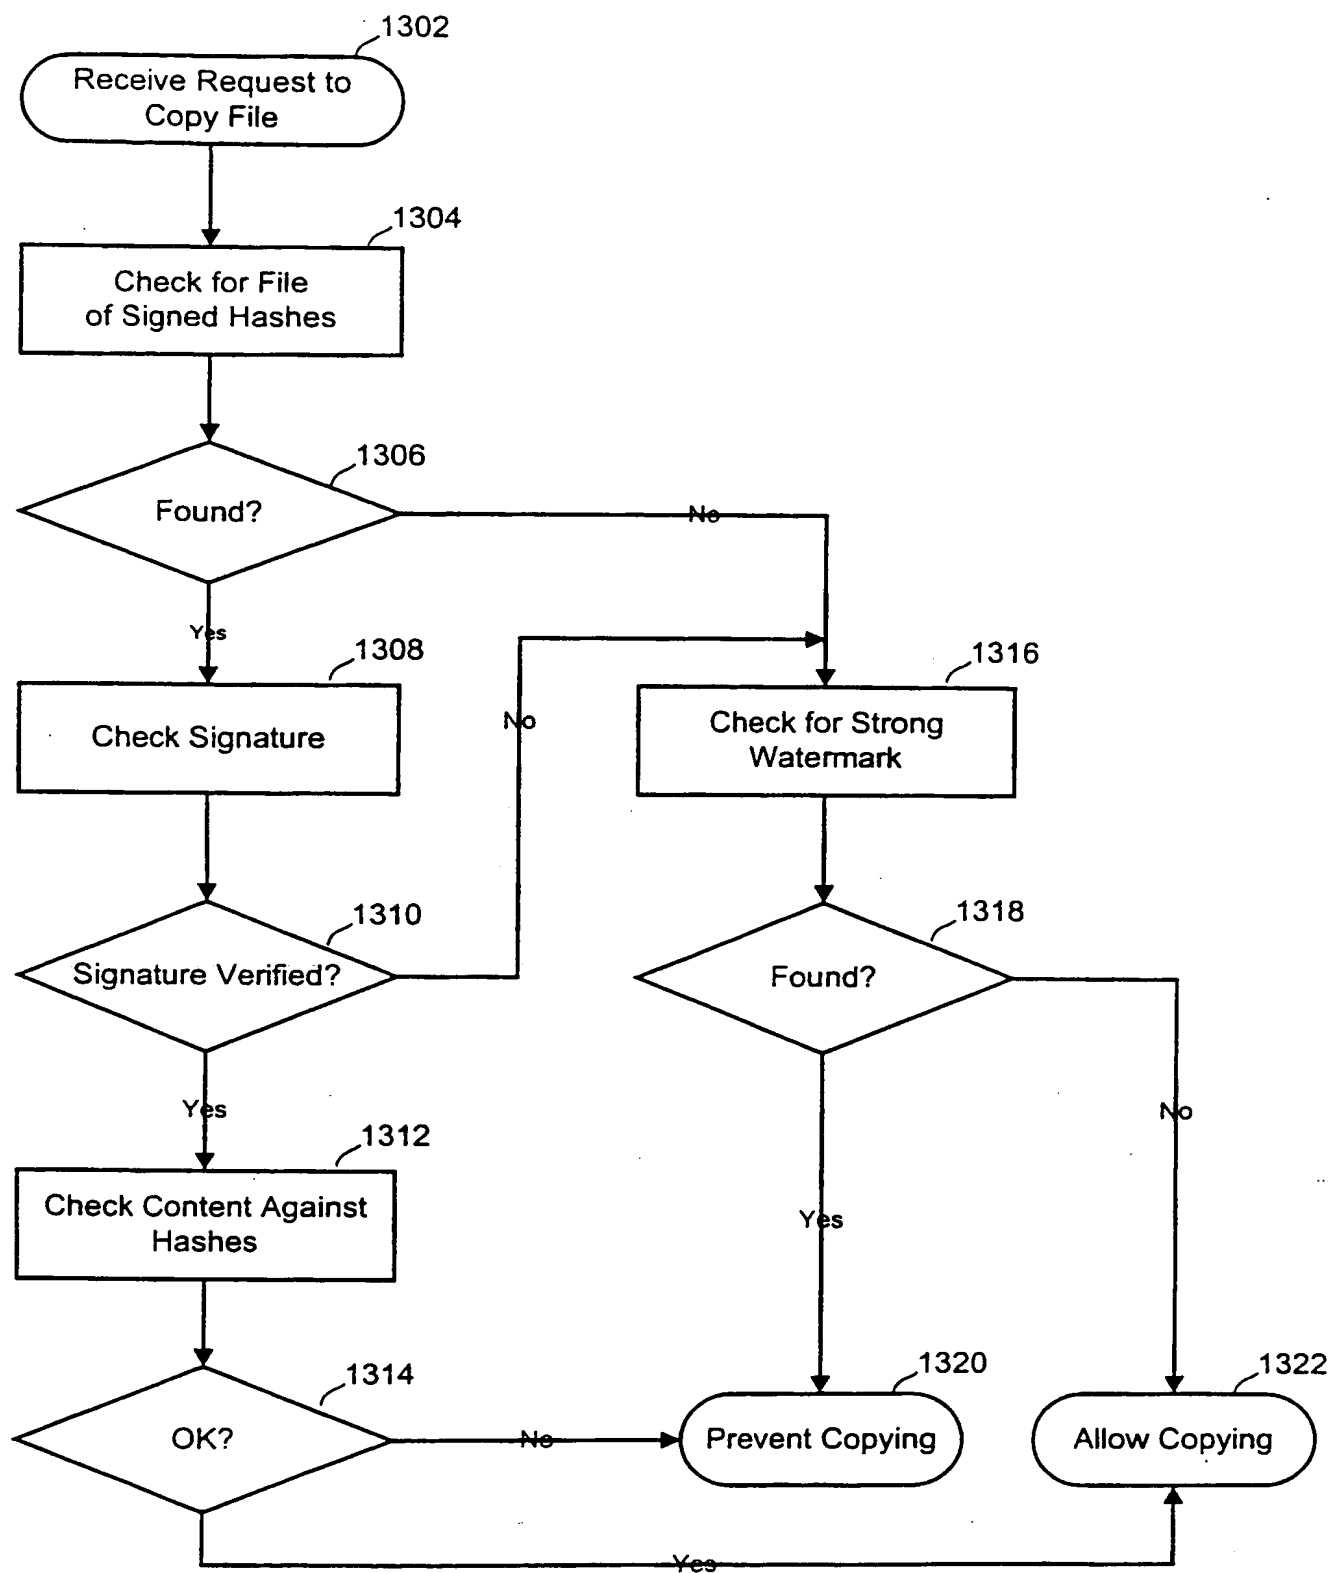 1302
Receive Request to
Copy File
1304
Check for File
of Signed Hashes
1306
Found?
No
Yes
1308
Check Signature
No
1316
Check for Strong
Watermark
1310
Signature Verified?
1318
Found?
Yes
No
1312
Check Content Against
Hashes
Yes
1314
OK?
No
1320
Prevent Copying
1322
Allow Copying
Yes